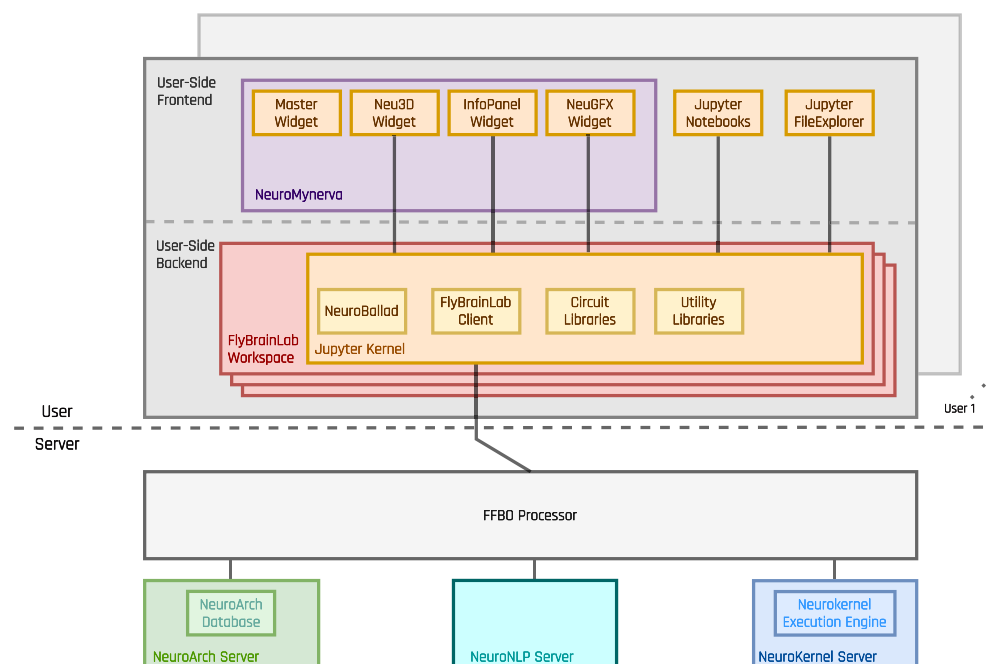 User-Side
Frontend
Master
Widget
Neu3D
Widget
InfoPanel
Widget
NeuGFX
Widget
Jupyter
Notebooks
Jupyter
FileExplorer
NeuroMynerva
User-Side
Backend
NeuroBallad
FlyBrainLab
Client
Circuit
Libraries
Utility
Libraries
FlyBrainLab
Workspace
Jupyter Kernel
User
User 1
Server
FFBO Processor
NeuroArch
Database
NeuroArch Server
NeuroNLP Server
Neurokernel
Execution Engine
NeuroKernel Server